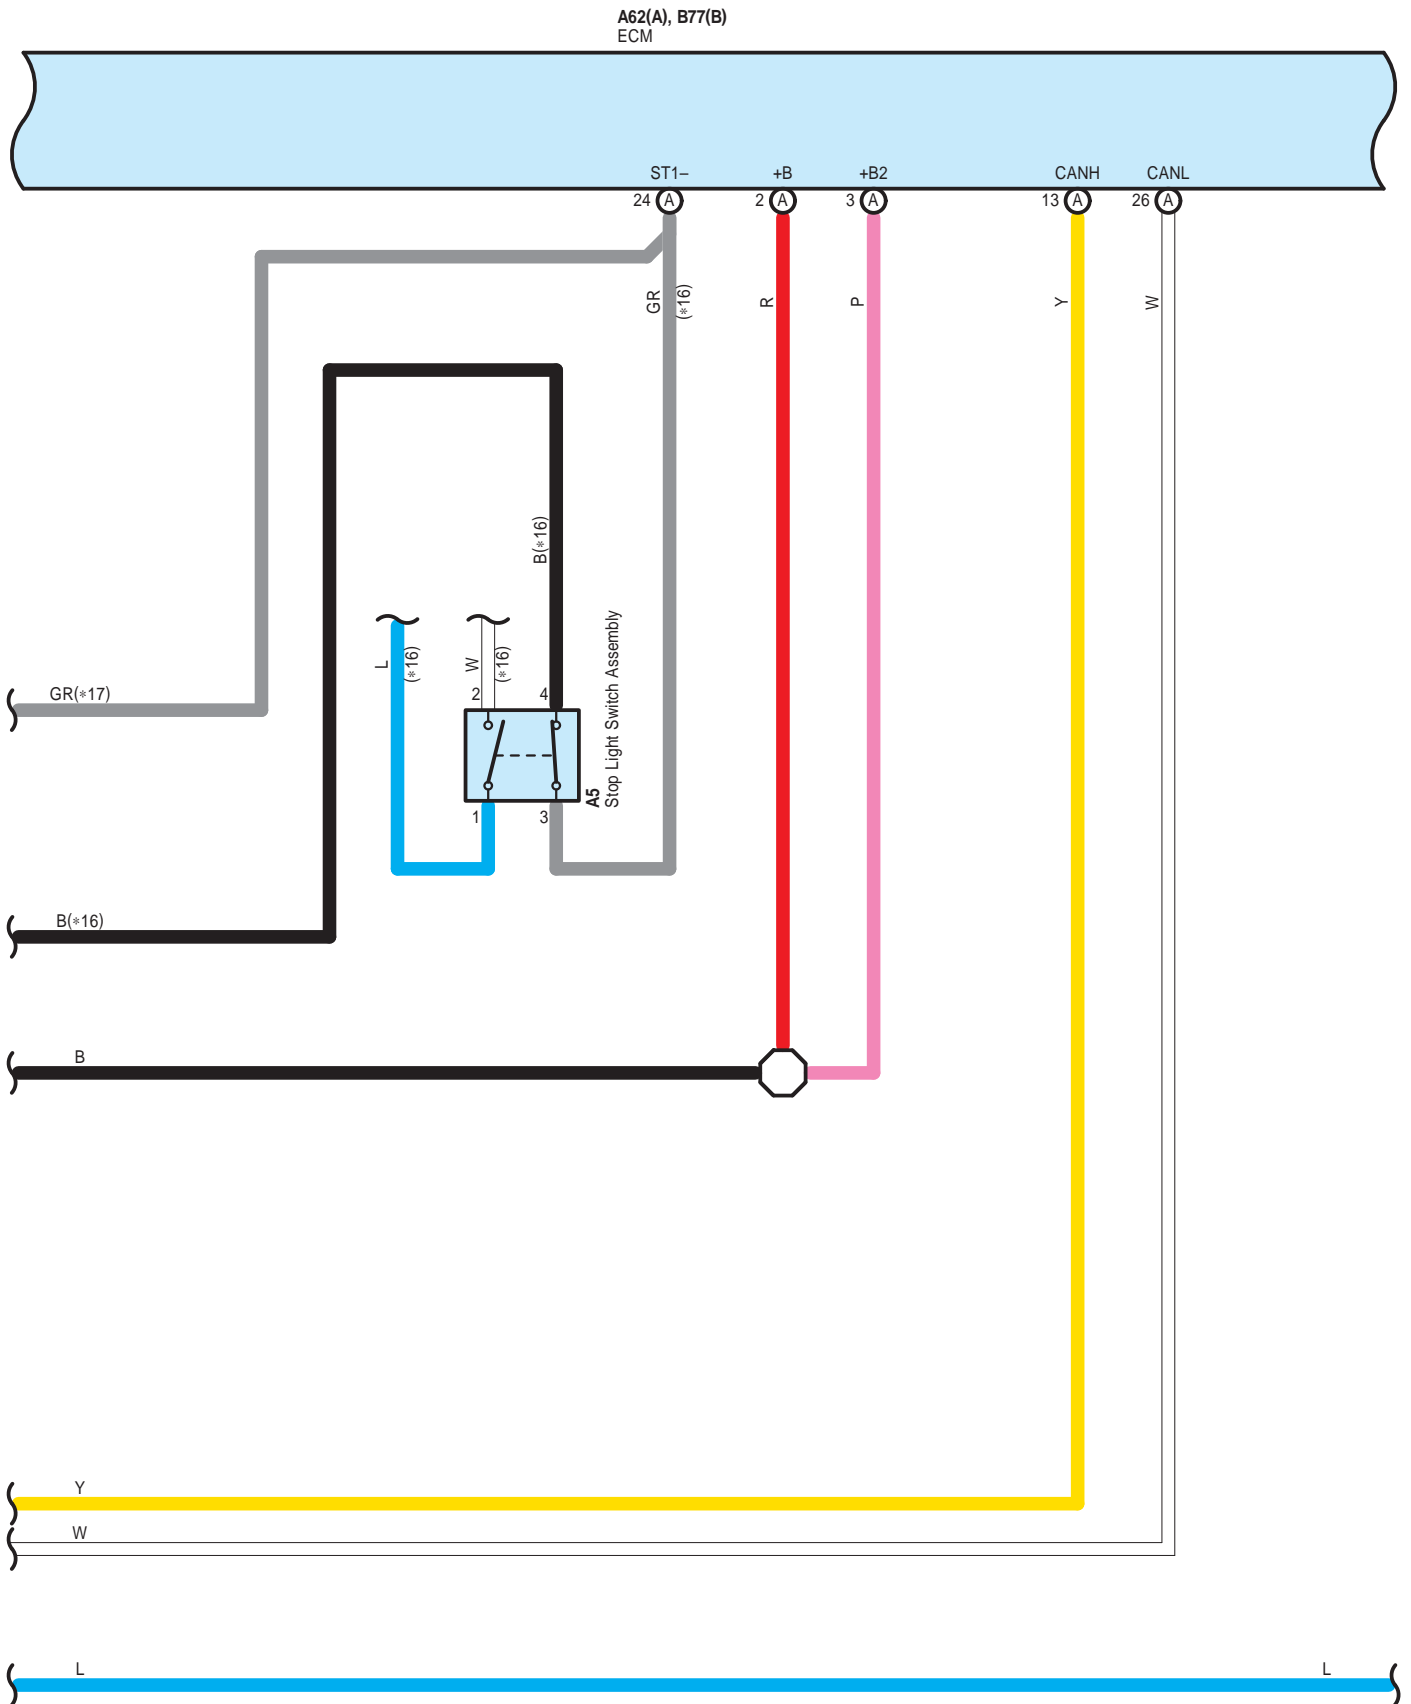 A62(A), B77(B)
ECM
ST1– +B +B2 CANH CANL
24 A 2 A 3 A 13 A 26 A
GR (∗16) R P Y W
B(∗16)
L (∗16) W (∗16)
GR(∗17)
2 4
A5
Stop Light Switch Assembly
1 3
B(∗16)
B
Y
W
L L